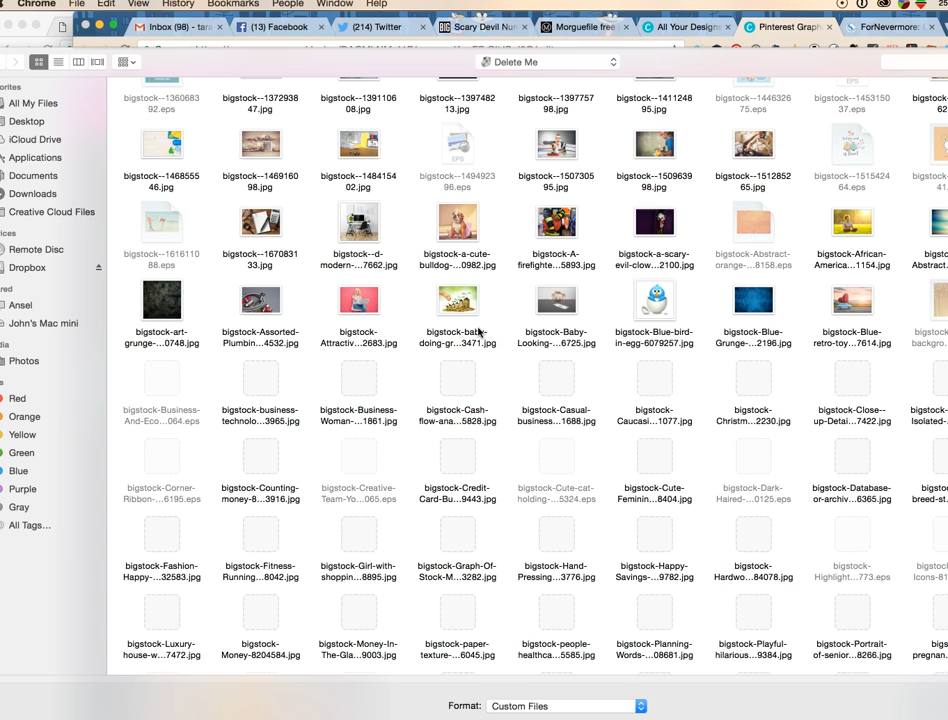 Chrome File Edit View History Bookmarks People Window Help
Inbox (98) - tara × (13) Facebook × (214) Twitter × Scary Devil Nun × Morguefile free × All Your Designs × Pinterest Graph × ForNevermore: ×
Delete Me
All My Files
Desktop
iCloud Drive
Applications
Documents
Downloads
Creative Cloud Files
Remote Disc
Dropbox
Ansel
John's Mac mini
Photos
Red
Orange
Yellow
Green
Blue
Purple
Gray
All Tags...
bigstock--1360683 bigstock--1372938 bigstock--1391106 bigstock--1397482 bigstock--1397757 bigstock--1411248 bigstock--1446326 bigstock--1453150
92.eps 47.jpg 08.jpg 13.jpg 98.jpg 95.jpg 75.eps 37.eps
EPS
bigstock--1468555 bigstock--1469160 bigstock--1484154 bigstock--1494923 bigstock--1507305 bigstock--1509639 bigstock--1512852 bigstock--1515424
46.jpg 98.jpg 02.jpg 96.eps 95.jpg 98.jpg 65.jpg 64.eps
bigstock--1616110 bigstock--1670831 bigstock--d- bigstock-a-cute- bigstock-A- bigstock-a-scary- bigstock-Abstract- bigstock-African-
88.eps 33.jpg modern-...7662.jpg bulldog-...0982.jpg firefighte...5893.jpg evil-clow...2100.jpg orange-...8158.eps America...1154.jpg
bigstock-art- bigstock-Assorted- bigstock- bigstock-baby- bigstock-Baby- bigstock-Blue-bird- bigstock-Blue- bigstock-Blue-
grunge-...0748.jpg Plumbin...4532.jpg Attractiv...2683.jpg doing-gr...3471.jpg Looking-...6725.jpg in-egg-6079257.jpg Grunge-...2196.jpg retro-toy...7614.jpg
bigstock-Business- bigstock-business- bigstock-Business- bigstock-Cash- bigstock-Casual- bigstock- bigstock- bigstock-Close--
And-Eco...064.eps technolo...3965.jpg Woman-...1861.jpg flow-ana...5828.jpg business...1688.jpg Caucasi...1077.jpg Christm...2230.jpg up-Detai...7422.jpg
bigstock-Corner- bigstock-Counting- bigstock-Creative- bigstock-Credit- bigstock-Cute-cat- bigstock-Cute- bigstock-Dark- bigstock-Database-
Ribbon-...6195.eps money-8...3916.jpg Team-Yo...065.eps Card-Bu...9443.jpg holding-...5324.eps Feminin...8404.jpg Haired-...0125.eps or-archiv...6365.jpg
bigstock-Fashion- bigstock-Fitness- bigstock-Girl-with- bigstock-Graph-Of- bigstock-Hand- bigstock-Happy- bigstock- bigstock-
Happy-...32583.jpg Running...8042.jpg shoppin...8895.jpg Stock-M...3282.jpg Pressing...3776.jpg Savings-...9782.jpg Hardwo...84078.jpg Highlight...773.eps
bigstock-Luxury- bigstock- bigstock-Money-In- bigstock-paper- bigstock-people- bigstock-Planning- bigstock-Playful- bigstock-Portrait-
house-w...7472.jpg Money-8204584.jpg The-Gla...9003.jpg texture-...6045.jpg healthca...5585.jpg Words-...08681.jpg hilarious...9384.jpg of-senior...8266.jpg
Format: Custom Files